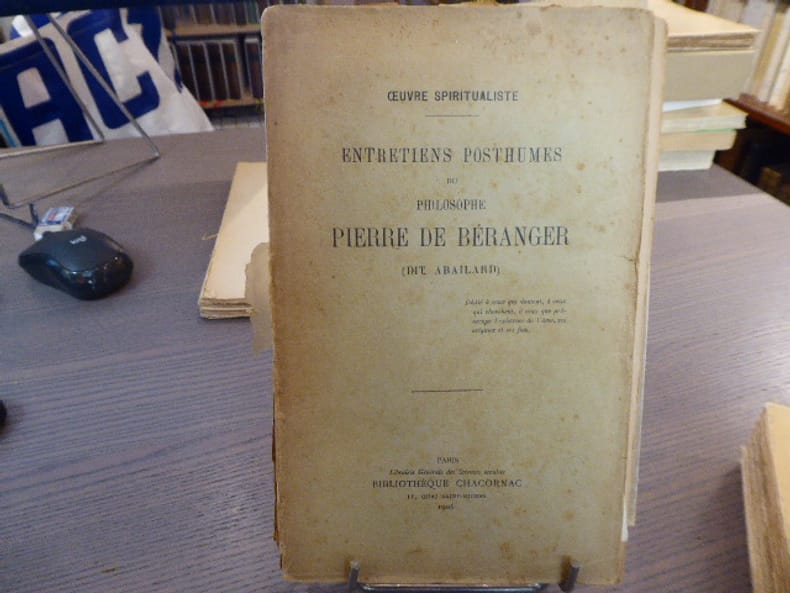 ŒUVRE SPIRITUALISTE
ENTRETIENS POSTHUMES
DU
PHILOSOPHE
PIERRE DE BÉRANGER
(DIT ABAILARD)
Dédié à ceux qui doutent, à ceux
qui cherchent, à ceux que pré-
occupe l'existence de l'âme, ses
origines et ses fins.
PARIS
Librairie Générale des Sciences occultes
BIBLIOTHÈQUE CHACORNAC
11, QUAI SAINT-MICHEL
AC